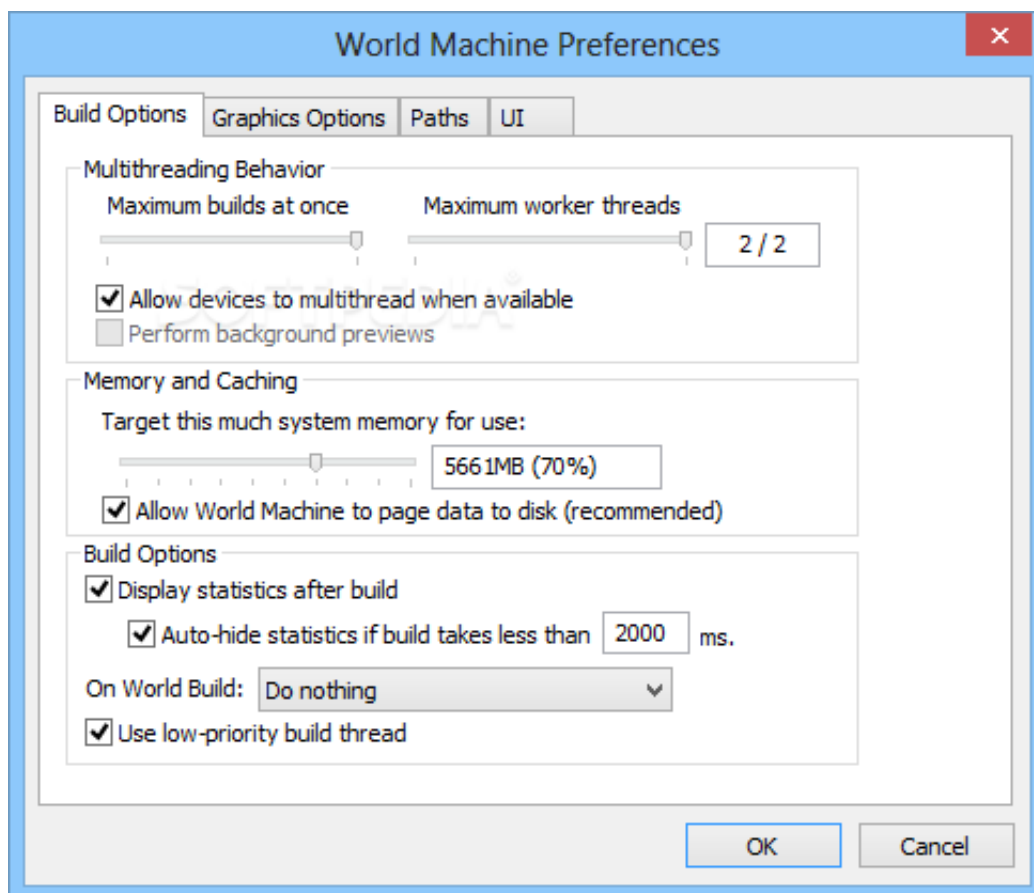 World Machine Preferences
Build Options Graphics Options Paths UI
Multithreading Behavior
Maximum builds at once Maximum worker threads
2 / 2
Allow devices to multithread when available
SOFTPEDIA®
Perform background previews
Memory and Caching
Target this much system memory for use:
5661MB (70%)
Allow World Machine to page data to disk (recommended)
Build Options
Display statistics after build
Auto-hide statistics if build takes less than 2000 ms.
On World Build: Do nothing
Use low-priority build thread
OK Cancel